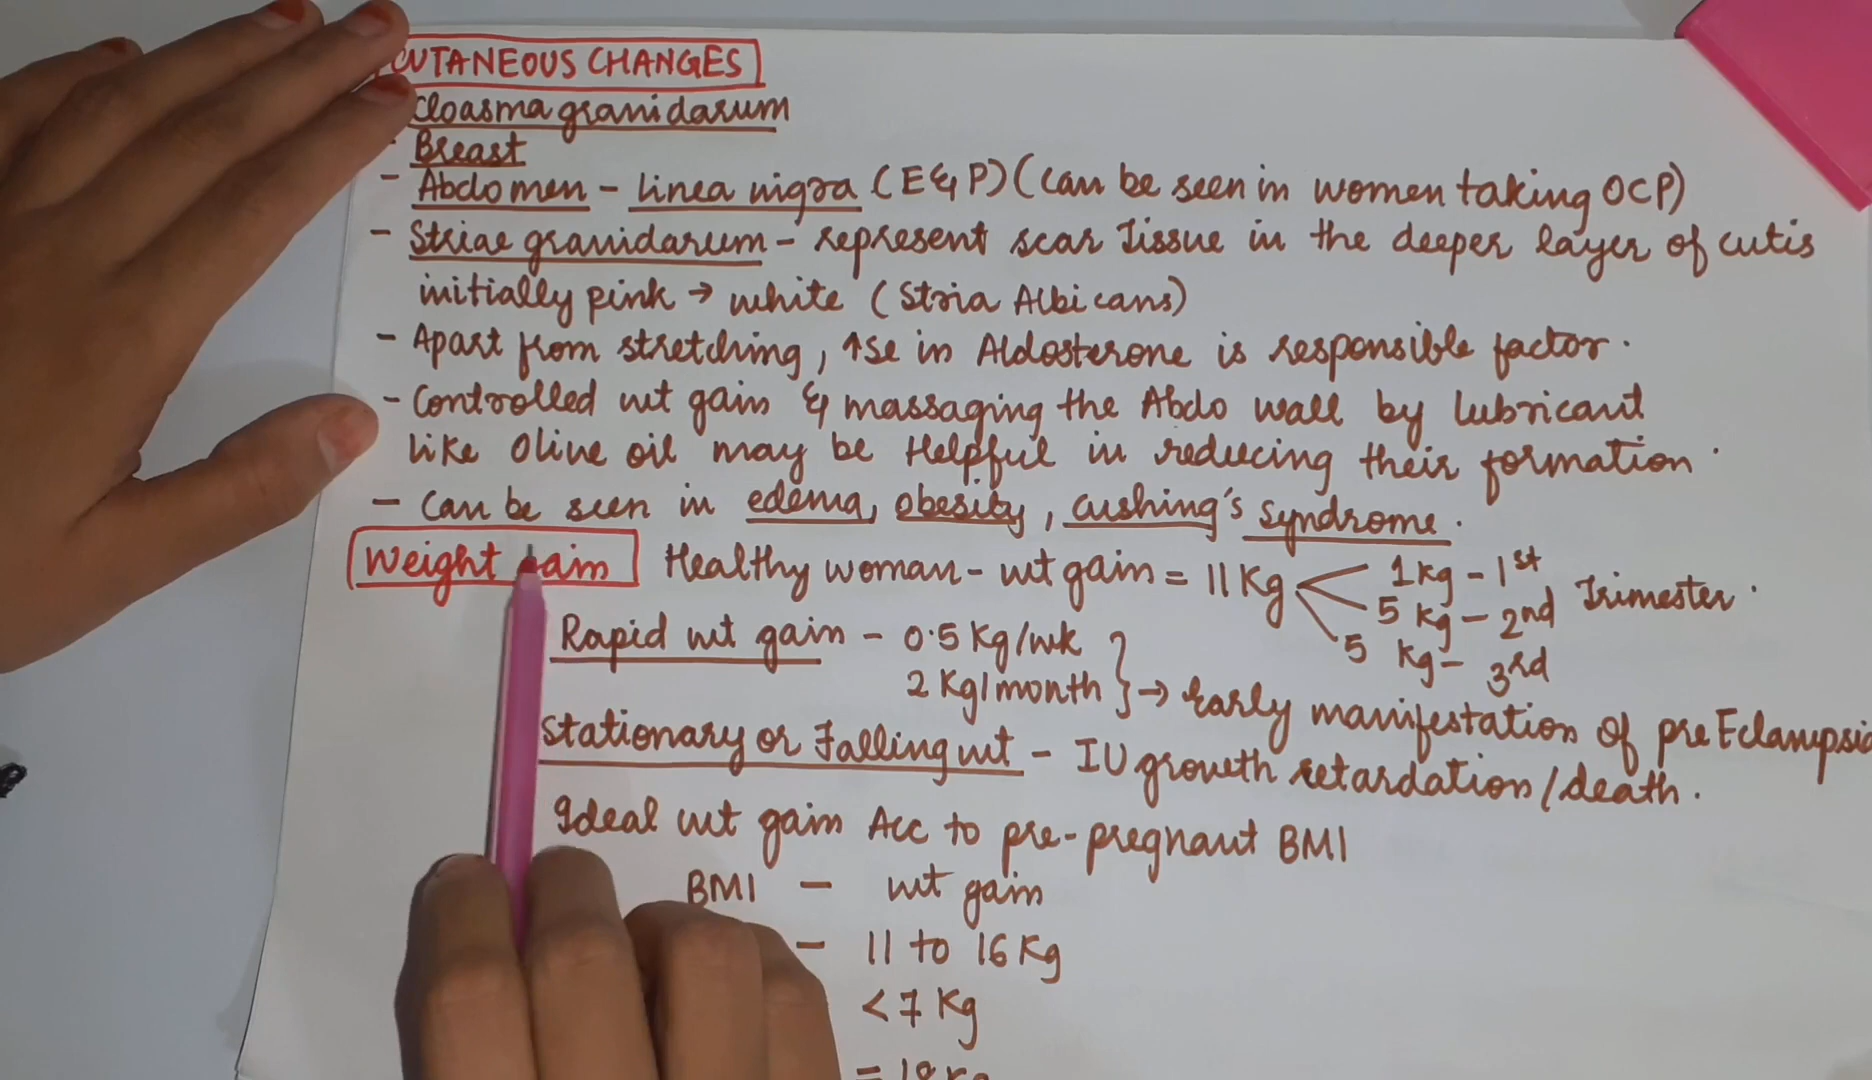 CUTANEOUS CHANGES
Cloasma gravidarum
- Breast
- Abdomen - linea nigra (E & P) (can be seen in women taking OCP)
- Striae gravidarum - represent scar tissue in the deeper layer of cutis
initially pink → white (Stria Albicans)
- Apart from stretching, ↑se in Aldosterone is responsible factor.
- Controlled wt gain & massaging the Abdo wall by lubricant
like Olive oil may be Helpful in reducing their formation.
- Can be seen in edema, obesity, cushing's syndrome.
Weight gain Healthy woman - wt gain = 11 Kg 1 kg - 1st Trimester.
5 kg - 2nd
5 kg - 3rd
Rapid wt gain - 0.5 Kg/wk
2 Kg/month } → Early manifestation of pre Eclampsia
Stationary or Falling wt - IU growth retardation/death.
Ideal wt gain Acc to pre-pregnant BMI
BMI - wt gain
- 11 to 16 Kg
< 7 Kg
= 18 Kg